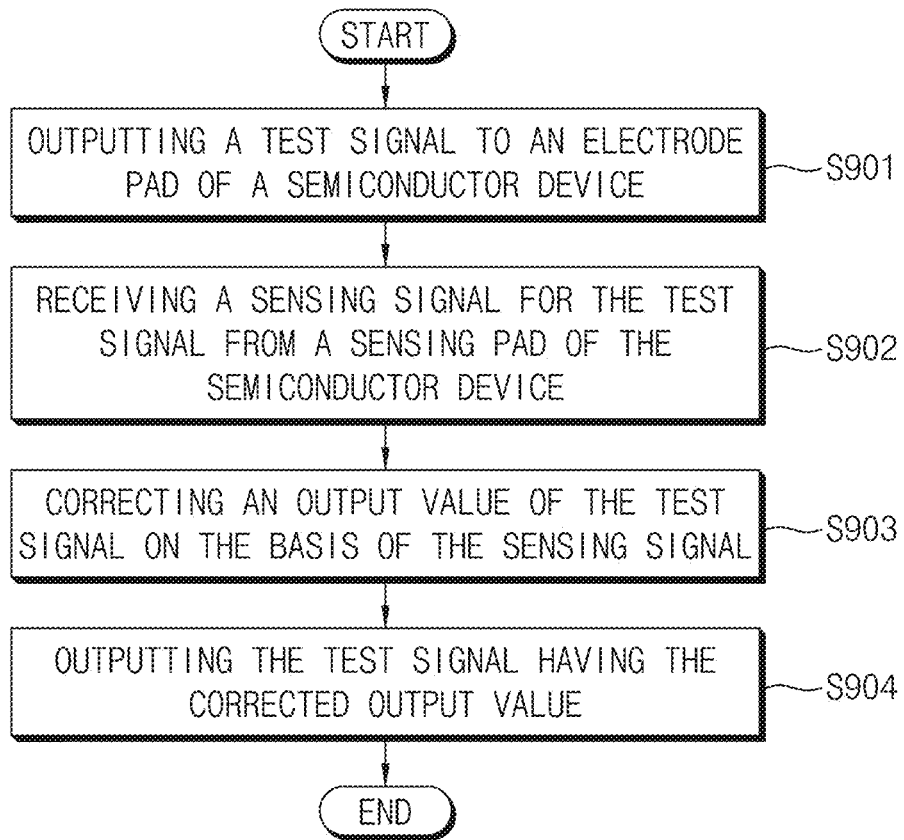 START
OUTPUTTING A TEST SIGNAL TO AN ELECTRODE
PAD OF A SEMICONDUCTOR DEVICE
S901
RECEIVING A SENSING SIGNAL FOR THE TEST
SIGNAL FROM A SENSING PAD OF THE
SEMICONDUCTOR DEVICE
S902
CORRECTING AN OUTPUT VALUE OF THE TEST
SIGNAL ON THE BASIS OF THE SENSING SIGNAL
S903
OUTPUTTING THE TEST SIGNAL HAVING THE
CORRECTED OUTPUT VALUE
S904
END